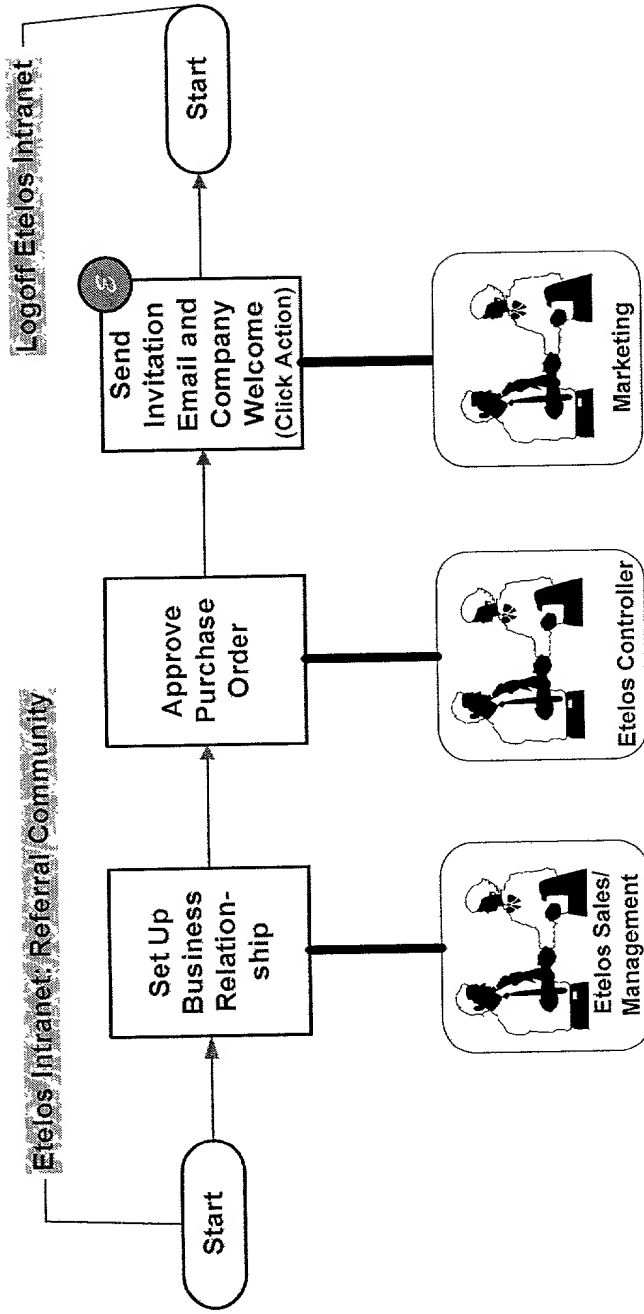 Etelos Intranet: Referral Community
Logoff Etelos Intranet
Start
Set Up
Business
Relation-
ship
Approve
Purchase
Order
ε
Send
Invitation
Email and
Company
Welcome
(Click Action)
Start
Etelos Sales/
Management
Etelos Controller
Marketing